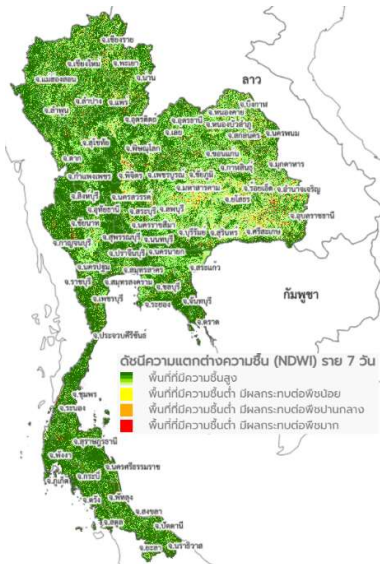 จ.เชียงราย
จ.เชียงใหม่ จ.พะเยา
จ.แม่ฮ่องสอน จ.น่าน
จ.ลำปาง จ.แพร่
จ.ลำพูน
จ.อุตรดิตถ์
จ.สุโขทัย
จ.ตาก จ.พิษณุโลก
จ.เลย
จ.อุดรธานี
จ.หนองคาย
จ.บึงกาฬ
ลาว
จ.หนองบัวลำภู
จ.นครพนม
จ.สกลนคร
จ.ขอนแก่น
จ.กาฬสินธุ์
จ.มุกดาหาร
จ.กำแพงเพชร จ.พิจิตร จ.เพชรบูรณ์ จ.ชัยภูมิ
จ.มหาสารคาม จ.ร้อยเอ็ด จ.อำนาจเจริญ
จ.ยโสธร
จ.สิงห์บุรี จ.นครสวรรค์
จ.อุทัยธานี จ.สระบุรี จ.ลพบุรี
จ.อุบลราชธานี
จ.ชัยนาท จ.นครราชสีมา จ.บุรีรัมย์ จ.สุรินทร์ จ.ศรีสะเกษ
จ.กาญจนบุรี จ.สุพรรณบุรี จ.นนทบุรี
จ.ปราจีนบุรี จ.นครนายก
จ.สระแก้ว
จ.นครปฐม จ.สมุทรสาคร
จ.ราชบุรี จ.สมุทรสงคราม จ.ชลบุรี
จ.เพชรบุรี จ.ระยอง จ.จันทบุรี
จ.ตราด
กัมพูชา
จ.ประจวบคีรีขันธ์
ดัชนีความแตกต่างความชื้น (NDWI) ราย 7 วัน
พื้นที่ที่มีความชื้นสูง
พื้นที่ที่มีความชื้นต่ำ มีผลกระทบต่อพืชน้อย
พื้นที่ที่มีความชื้นต่ำ มีผลกระทบต่อพืชปานกลาง
พื้นที่ที่มีความชื้นต่ำ มีผลกระทบต่อพืชมาก
จ.ชุมพร
จ.ระนอง
จ.สุราษฎร์ธานี
จ.พังงา จ.นครศรีธรรมราช
จ.ภูเก็ต จ.กระบี่
จ.ตรัง จ.พัทลุง
จ.สตูล จ.สงขลา
จ.ปัตตานี
จ.ยะลา จ.นราธิวาส